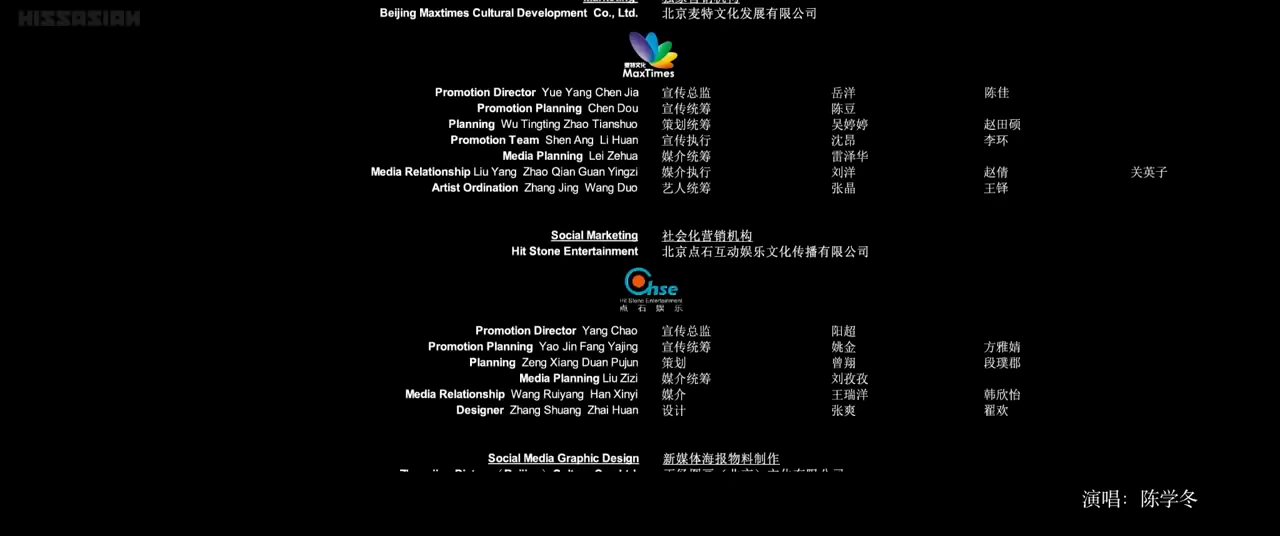 HISSASIAN
Beijing Maxtimes Cultural Development Co., Ltd. 北京麦特文化发展有限公司
麦特文化
MaxTimes
Promotion Director Yue Yang Chen Jia 宣传总监 岳洋 陈佳
Promotion Planning Chen Dou 宣传统筹 陈豆
Planning Wu Tingting Zhao Tianshuo 策划统筹 吴婷婷 赵田硕
Promotion Team Shen Ang Li Huan 宣传执行 沈昂 李环
Media Planning Lei Zehua 媒介统筹 雷泽华
Media Relationship Liu Yang Zhao Qian Guan Yingzi 媒介执行 刘洋 赵倩 关英子
Artist Ordination Zhang Jing Wang Duo 艺人统筹 张晶 王铎
Social Marketing 社会化营销机构
Hit Stone Entertainment 北京点石互动娱乐文化传播有限公司
hse
Hit Stone Entertainment
点石娱乐
Promotion Director Yang Chao 宣传总监 阳超
Promotion Planning Yao Jin Fang Yajing 宣传统筹 姚金 方雅婧
Planning Zeng Xiang Duan Pujun 策划 曾翔 段璞郡
Media Planning Liu Zizi 媒介统筹 刘孜孜
Media Relationship Wang Ruiyang Han Xinyi 媒介 王瑞洋 韩欣怡
Designer Zhang Shuang Zhai Huan 设计 张爽 翟欢
Social Media Graphic Design 新媒体海报物料制作
演唱：陈学冬